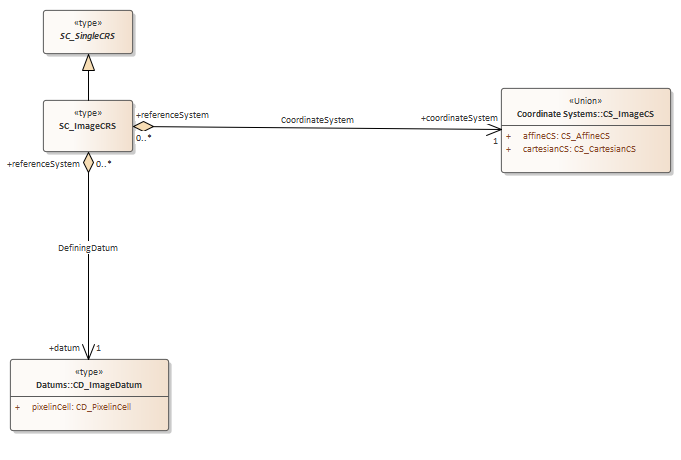 «type»
SC_SingleCRS
«type»
SC_ImageCRS
+referenceSystem
0..*
CoordinateSystem
+coordinateSystem
1
«Union»
Coordinate Systems::CS_ImageCS
+ affineCS: CS_AffineCS
+ cartesianCS: CS_CartesianCS
+referenceSystem
0..*
DefiningDatum
+datum
1
«type»
Datums::CD_ImageDatum
+ pixelinCell: CD_PixelinCell